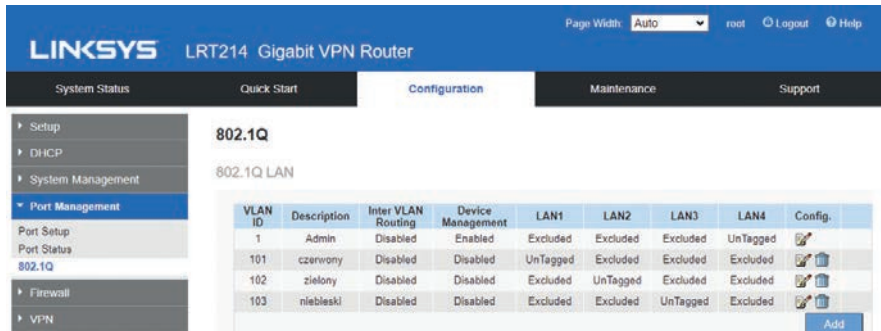 Page Width: Auto root Logout Help
LINKSYS LRT214 Gigabit VPN Router
System Status Quick Start Configuration Maintenance Support
Setup
DHCP
System Management
Port Management
Port Setup
Port Status
802.1Q
Firewall
VPN
802.1Q
802.1Q LAN
VLAN ID Description Inter VLAN Routing Device Management LAN1 LAN2 LAN3 LAN4 Config.
1 Admin Disabled Enabled Excluded Excluded Excluded UnTagged
101 czerwony Disabled Disabled UnTagged Excluded Excluded Excluded
102 zielony Disabled Disabled Excluded UnTagged Excluded Excluded
103 niebieski Disabled Disabled Excluded Excluded UnTagged Excluded
Add